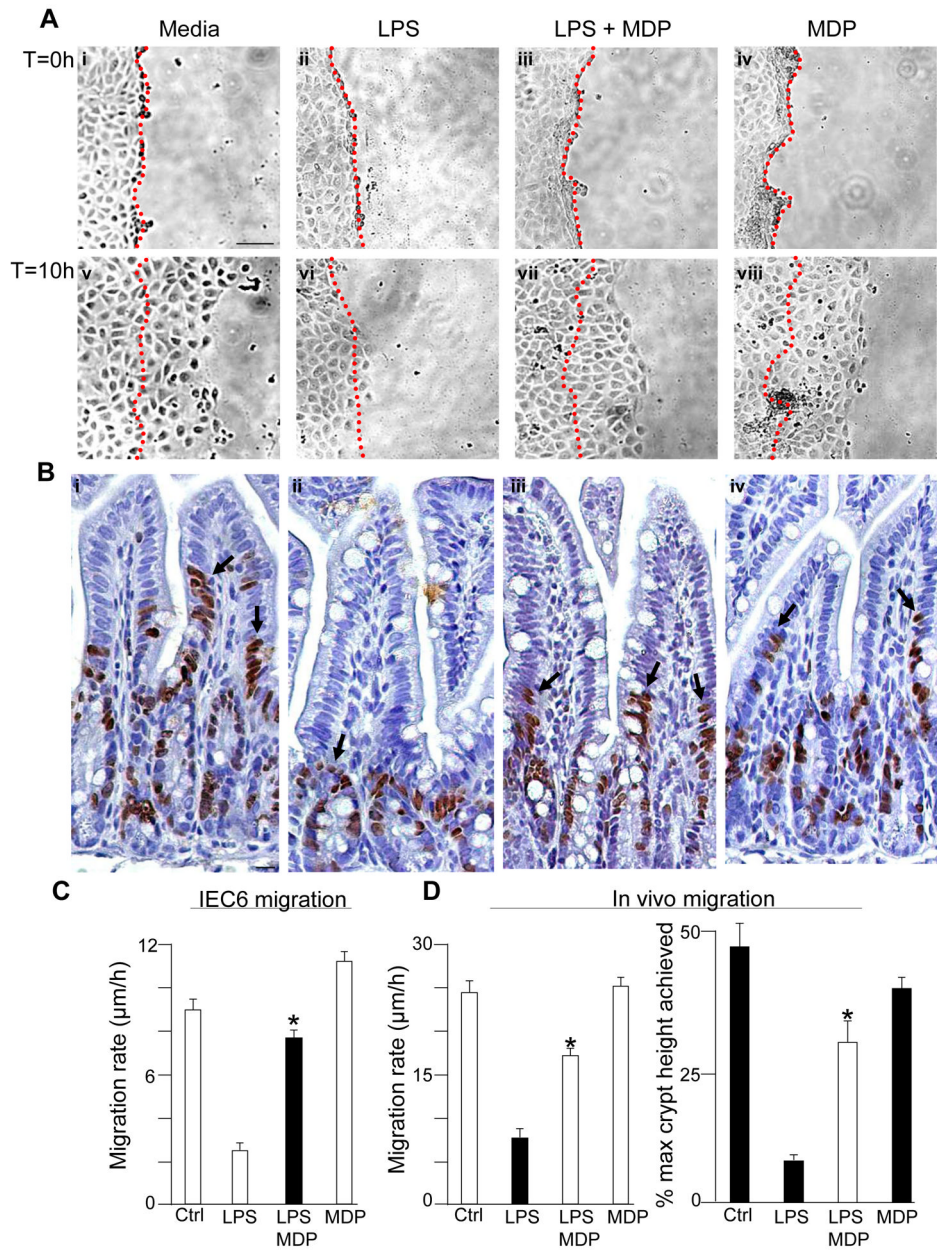 A
Media
LPS
LPS + MDP
MDP
T=0h
i
ii
iii
iv
T=10h
v
vi
vii
viii
B
i
ii
iii
iv
C
IEC6 migration
Migration rate (µm/h)
12
6
0
*
Ctrl
LPS
LPS
MDP
MDP
D
In vivo migration
Migration rate (µm/h)
30
15
0
*
Ctrl
LPS
LPS
MDP
MDP
% max crypt height achieved
50
25
0
*
Ctrl
LPS
LPS
MDP
MDP